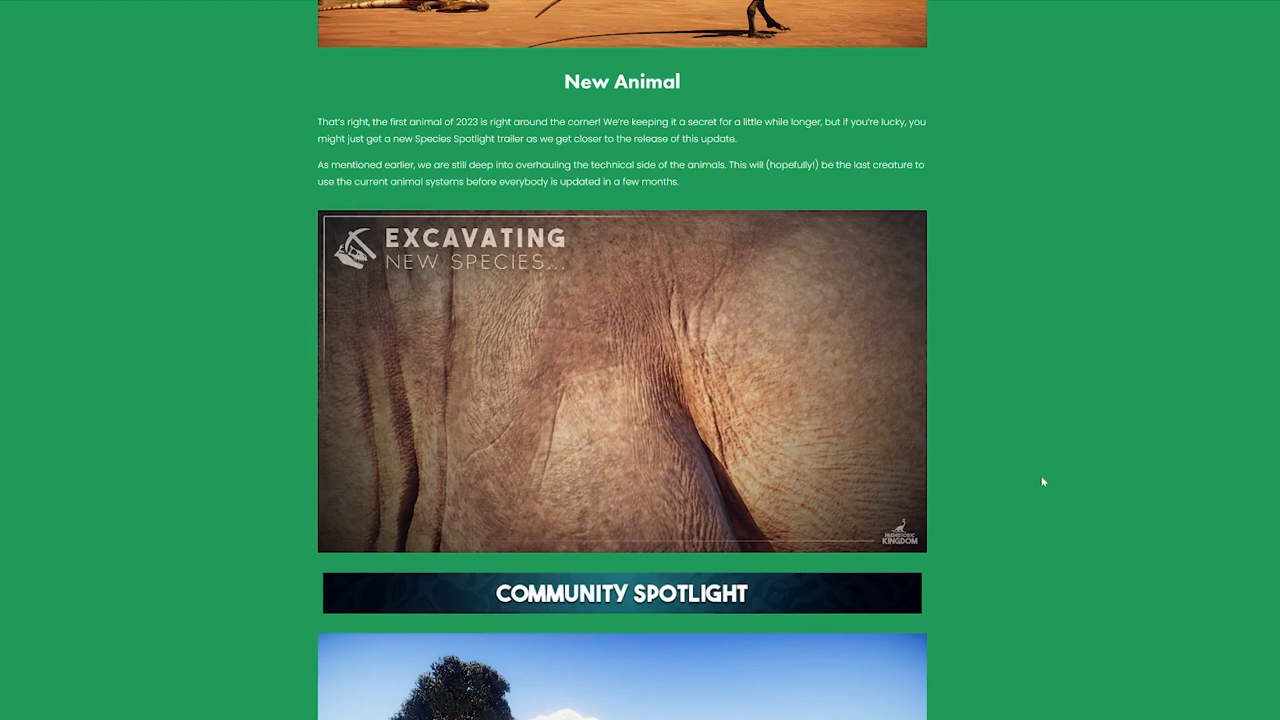 New Animal
That's right, the first animal of 2023 is right around the corner! We're keeping it a secret for a little while longer, but if you're lucky, you
might just get a new Species Spotlight trailer as we get closer to the release of this update.
As mentioned earlier, we are still deep into overhauling the technical side of the animals. This will (hopefully!) be the last creature to
use the current animal systems before everybody is updated in a few months.
EXCAVATING
NEW SPECIES...
PREHISTORIC
KINGDOM
COMMUNITY SPOTLIGHT